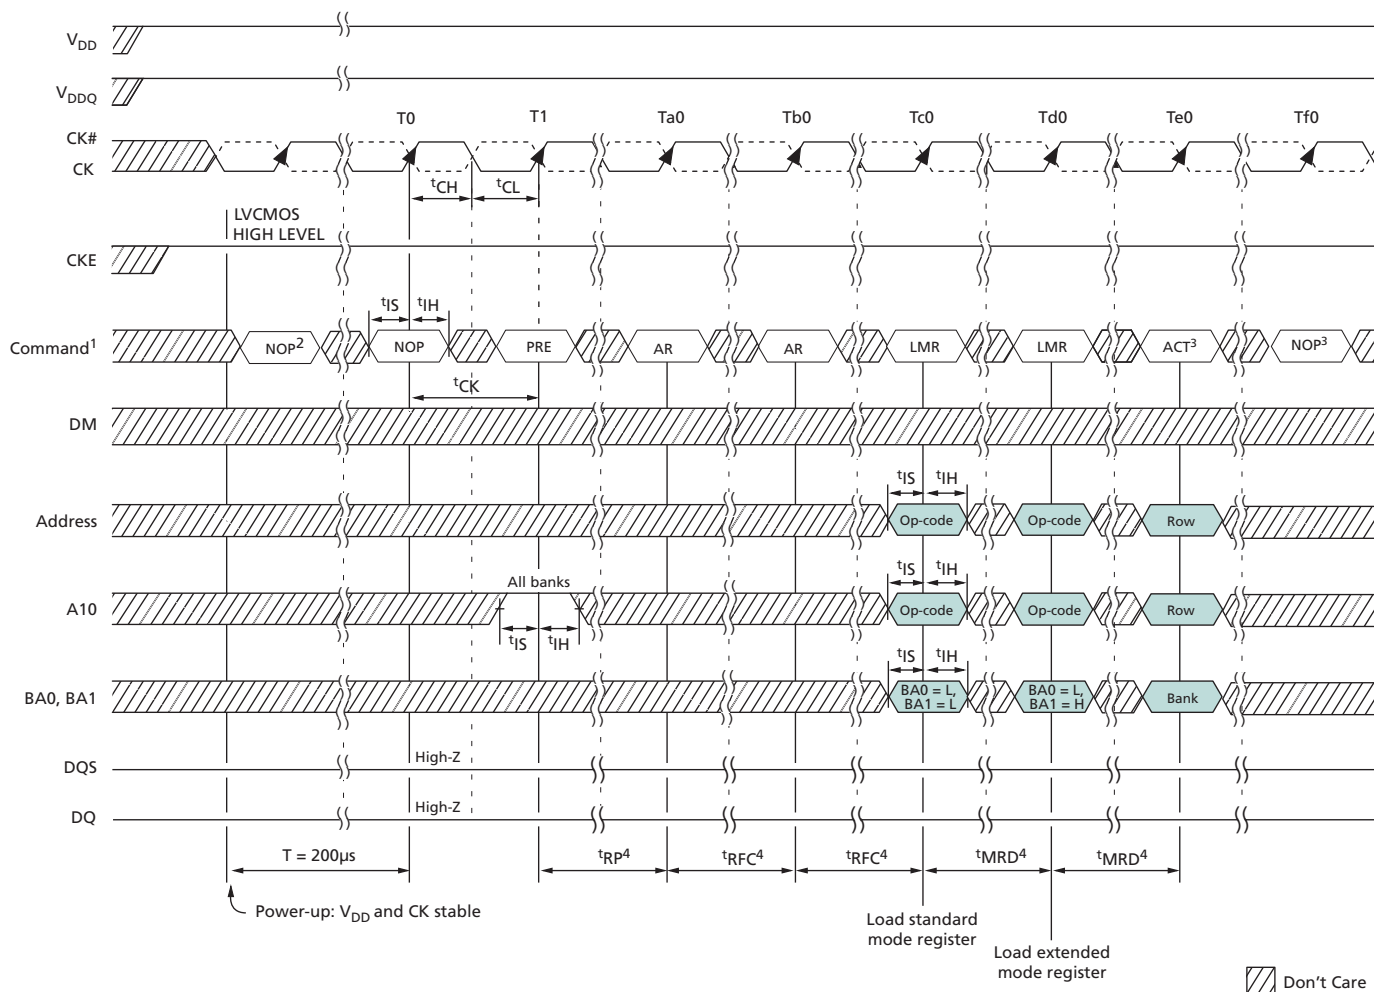 VDD
VDDQ
T0 T1 Ta0 Tb0 Tc0 Td0 Te0 Tf0
CK#
CK
tCH tCL
LVCMOS
HIGH LEVEL
CKE
tIS tIH
Command1 NOP2 NOP PRE AR AR LMR LMR ACT3 NOP3
tCK
DM
tIS tIH
Address Op-code Op-code Row
All banks tIS tIH
A10 Op-code Op-code Row
tIS tIH
tIS tIH
BA0, BA1 BA0 = L, BA1 = L BA0 = L, BA1 = H Bank
High-Z
DQS
High-Z
DQ
T = 200µs tRP4 tRFC4 tRFC4 tMRD4 tMRD4
Power-up: VDD and CK stable
Load standard
mode register
Load extended
mode register
Don't Care